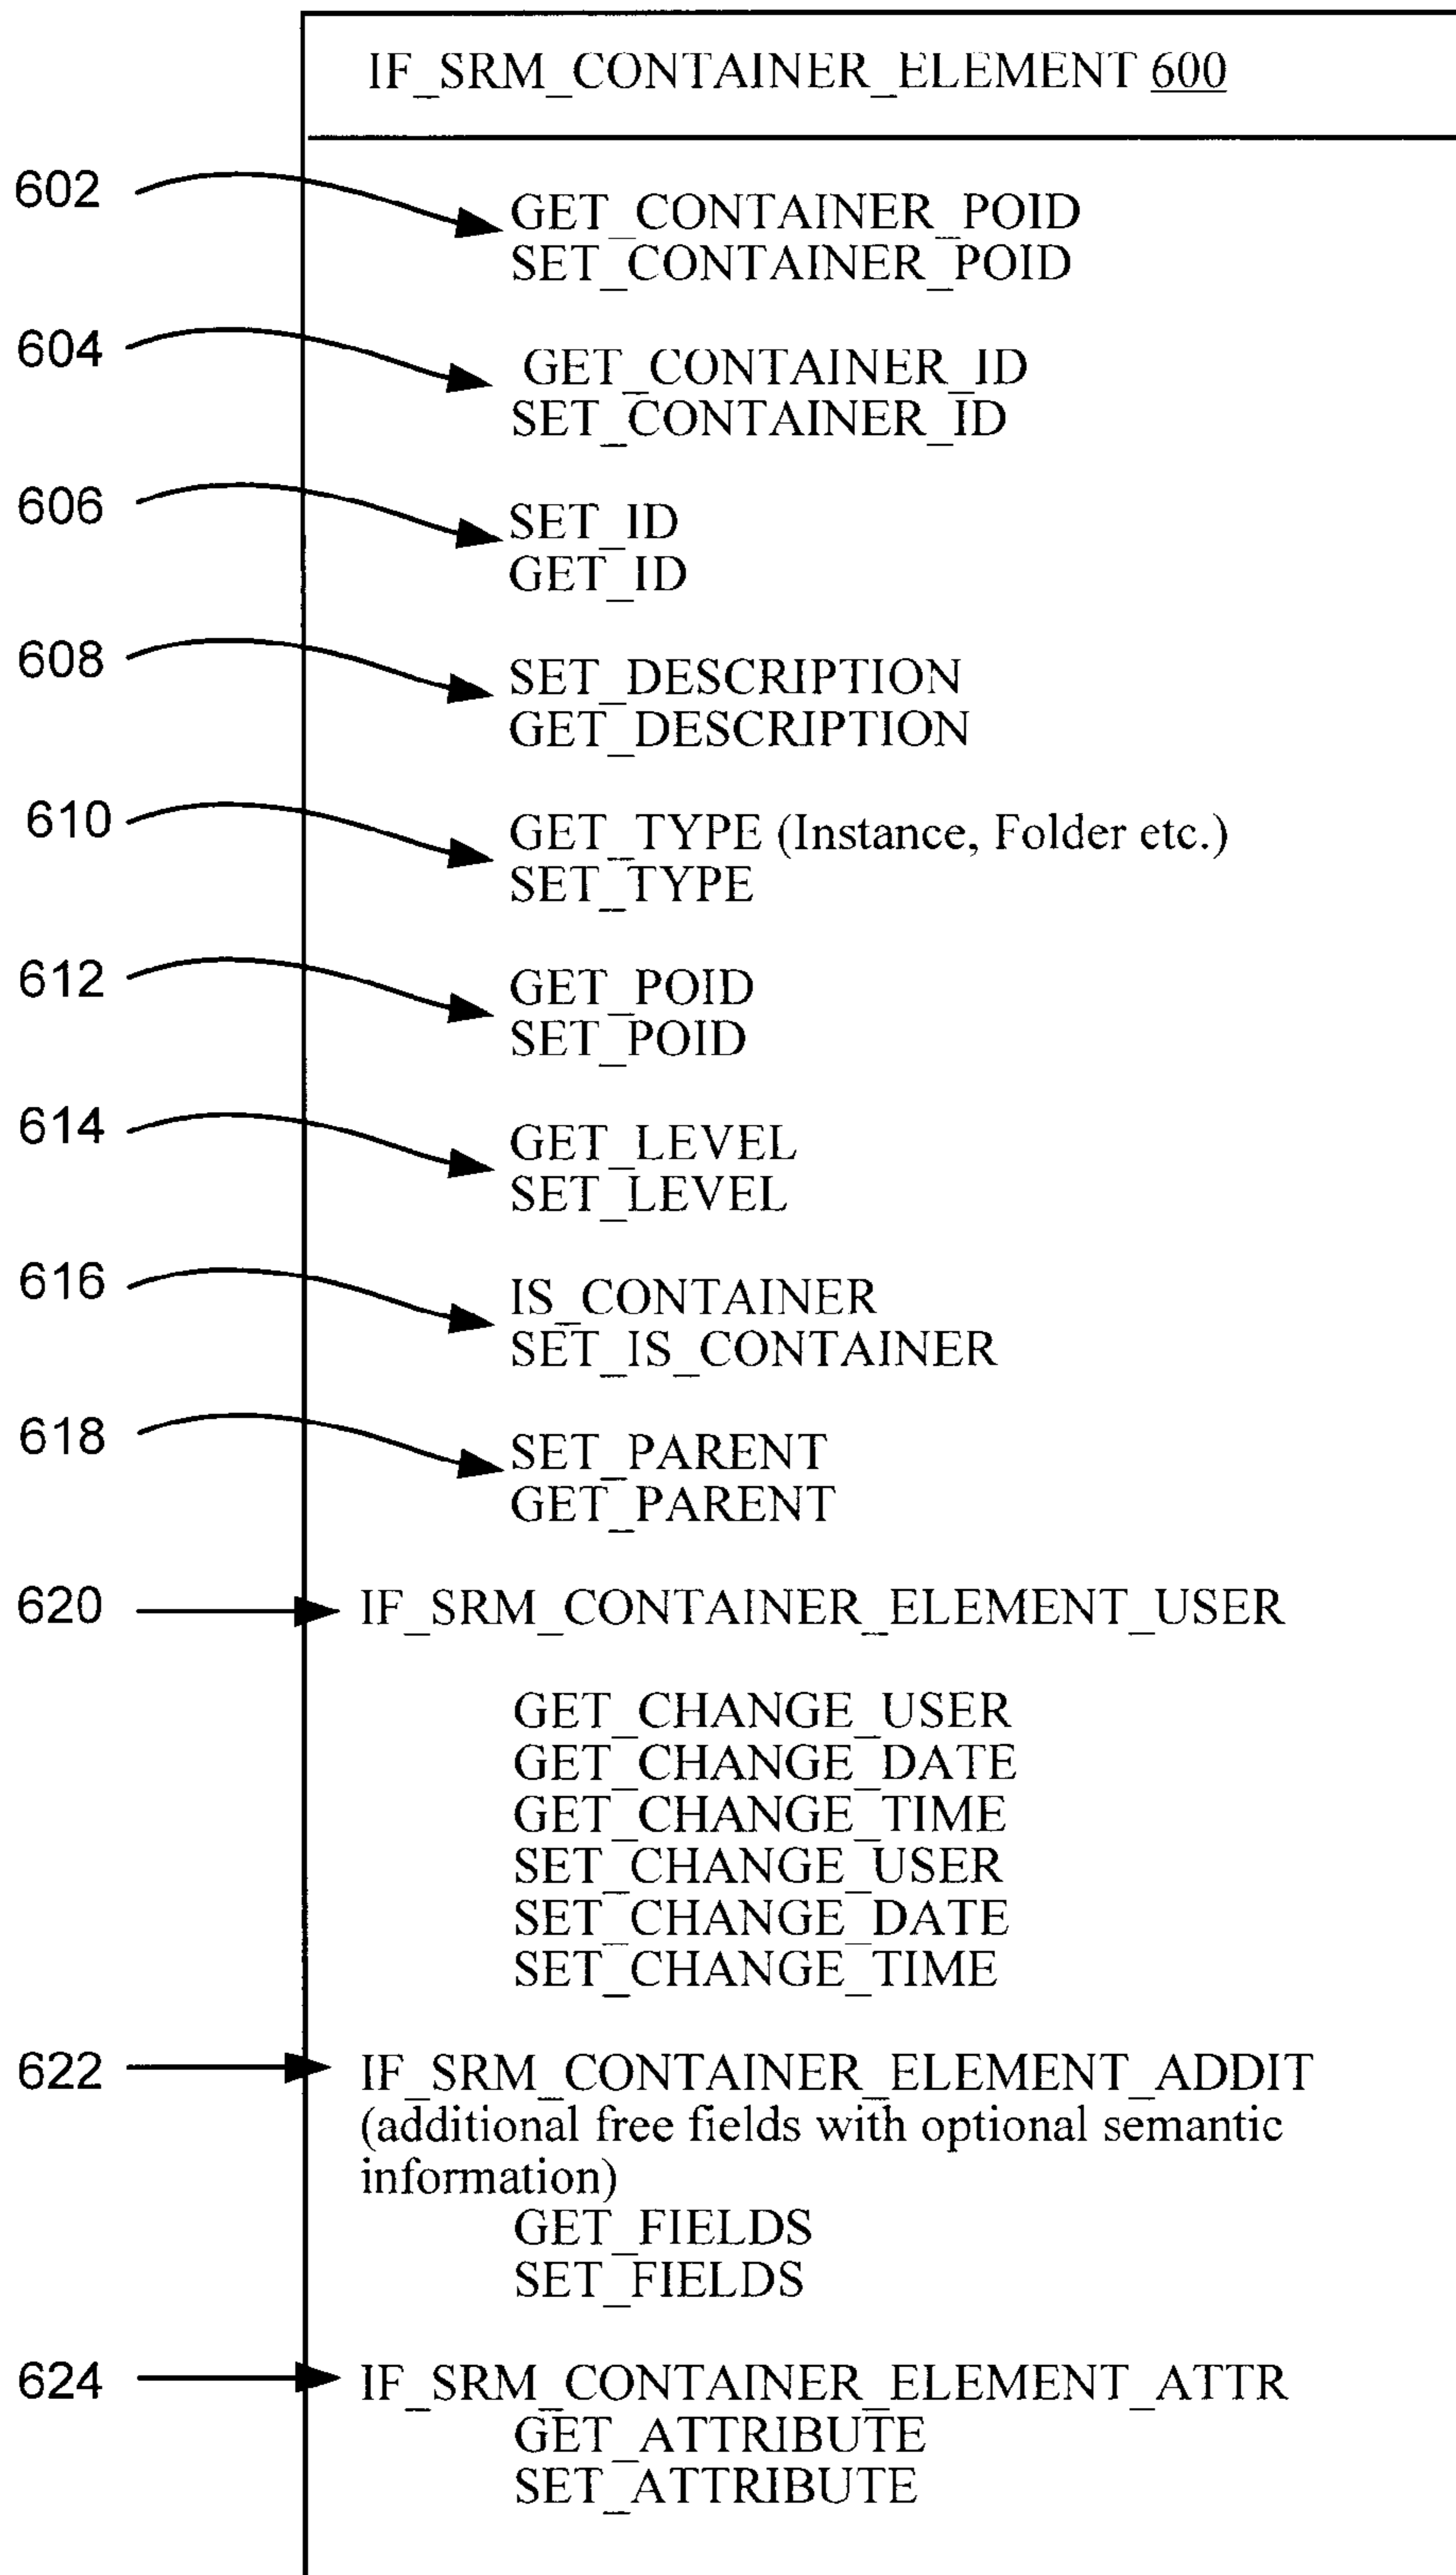 IF_SRM_CONTAINER_ELEMENT 600
602
GET_CONTAINER_POID
SET_CONTAINER_POID
604
GET_CONTAINER_ID
SET_CONTAINER_ID
606
SET_ID
GET_ID
608
SET_DESCRIPTION
GET_DESCRIPTION
610
GET_TYPE (Instance, Folder etc.)
SET_TYPE
612
GET_POID
SET_POID
614
GET_LEVEL
SET_LEVEL
616
IS_CONTAINER
SET_IS_CONTAINER
618
SET_PARENT
GET_PARENT
620
IF_SRM_CONTAINER_ELEMENT_USER
GET_CHANGE_USER
GET_CHANGE_DATE
GET_CHANGE_TIME
SET_CHANGE_USER
SET_CHANGE_DATE
SET_CHANGE_TIME
622
IF_SRM_CONTAINER_ELEMENT_ADDIT
(additional free fields with optional semantic
information)
GET_FIELDS
SET_FIELDS
624
IF_SRM_CONTAINER_ELEMENT_ATTR
GET_ATTRIBUTE
SET_ATTRIBUTE